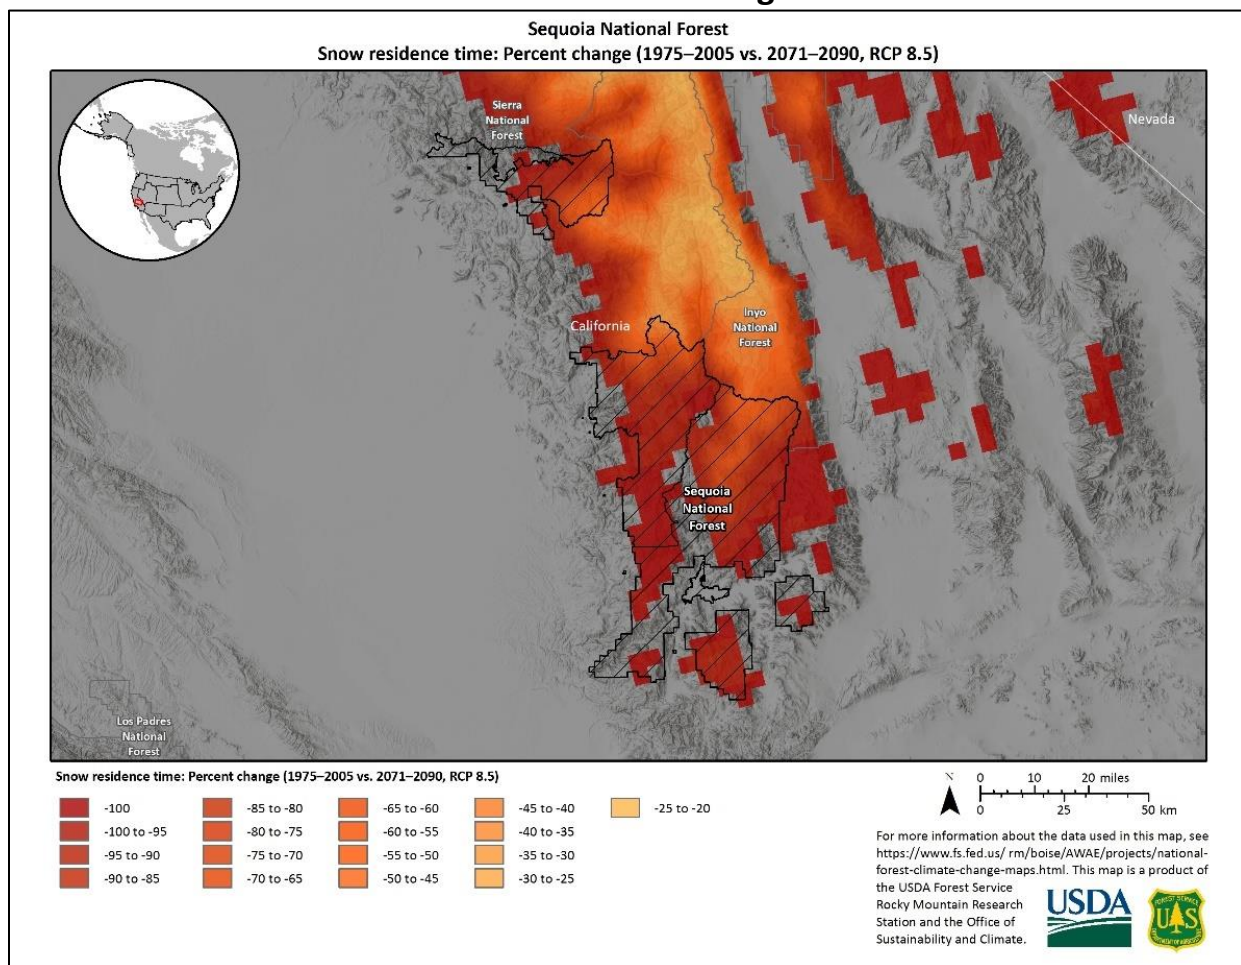 Sequoia National Forest
Snow residence time: Percent change (1975–2005 vs. 2071–2090, RCP 8.5)
Sierra
National
Forest
Nevada
California
Inyo
National
Forest
Sequoia
National
Forest
Los Padres
National
Forest
Snow residence time: Percent change (1975–2005 vs. 2071–2090, RCP 8.5)
-100
-100 to -95
-95 to -90
-90 to -85
-85 to -80
-80 to -75
-75 to -70
-70 to -65
-65 to -60
-60 to -55
-55 to -50
-50 to -45
-45 to -40
-40 to -35
-35 to -30
-30 to -25
-25 to -20
N
0 10 20 miles
0 25 50 km
For more information about the data used in this map, see
https://www.fs.fed.us/ rm/boise/AWAE/projects/national-
forest-climate-change-maps.html. This map is a product of
the USDA Forest Service
Rocky Mountain Research
Station and the Office of
Sustainability and Climate.
USDA
FOREST SERVICE
U S
DEPARTMENT OF AGRICULTURE